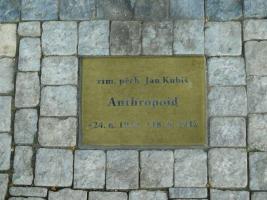 rtm. pěch. Jan Kubiš
Anthropoid
*24. 6. 1913 †18. 6. 1942